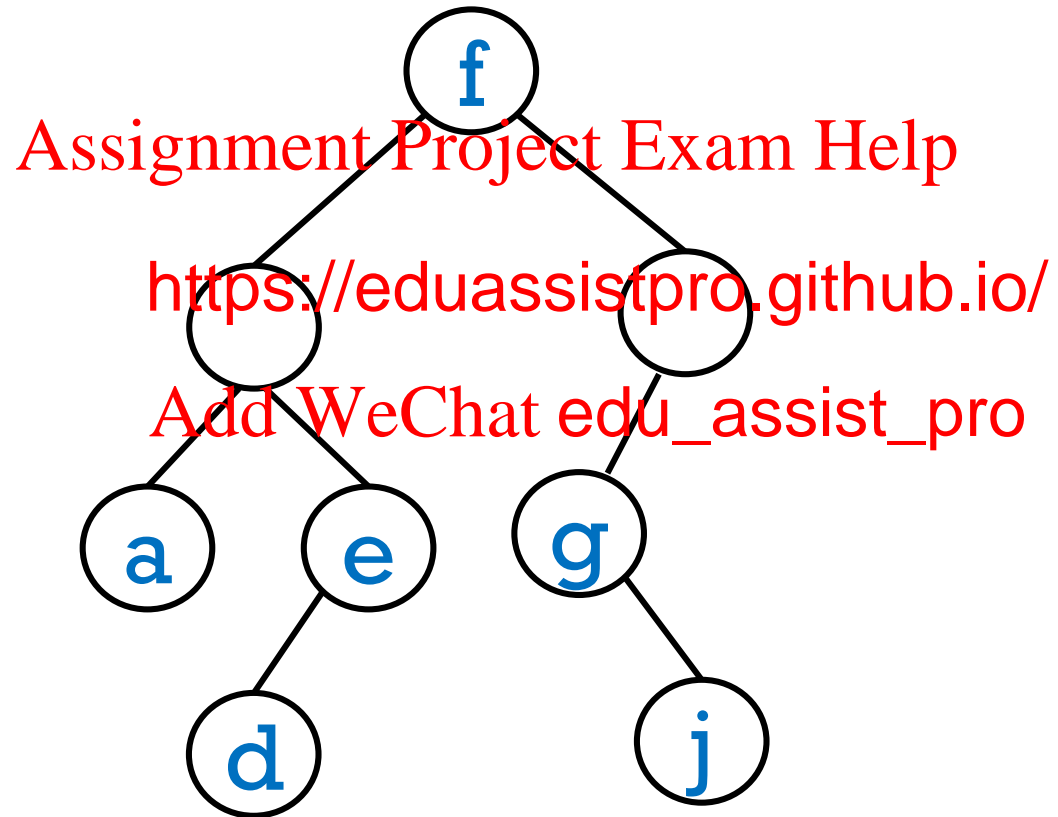 f
Assignment Project Exam Help
https://eduassistpro.github.io/
Add WeChat edu_assist_pro
a e g
d j